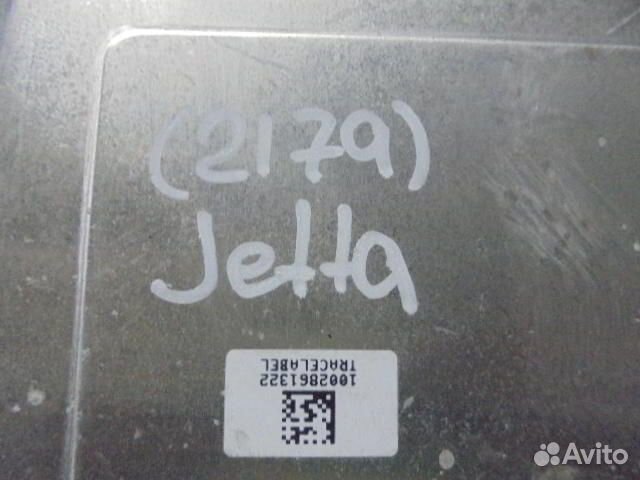 (2179)
Jetta
1002861322
TRACELABEL
Avito